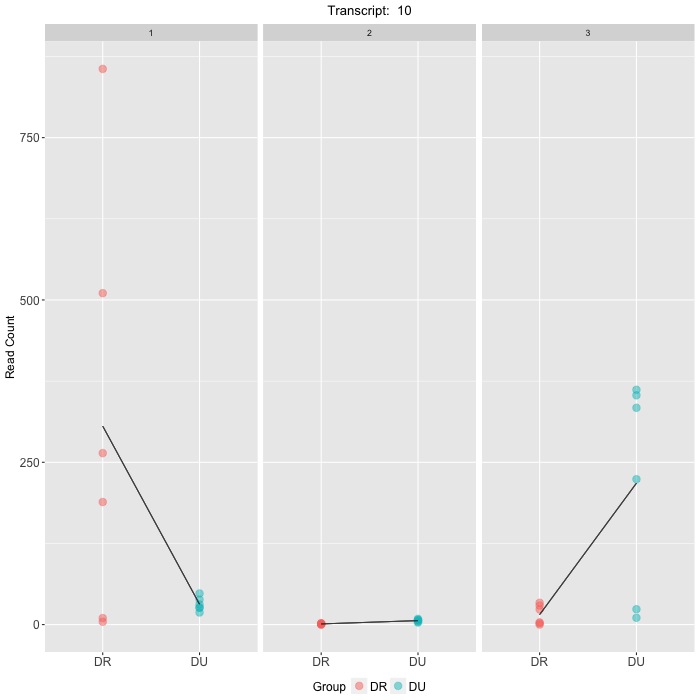 Transcript:  10
1 2 3
Read Count
750
500
250
0
DR DU DR DU DR DU
Group DR DU